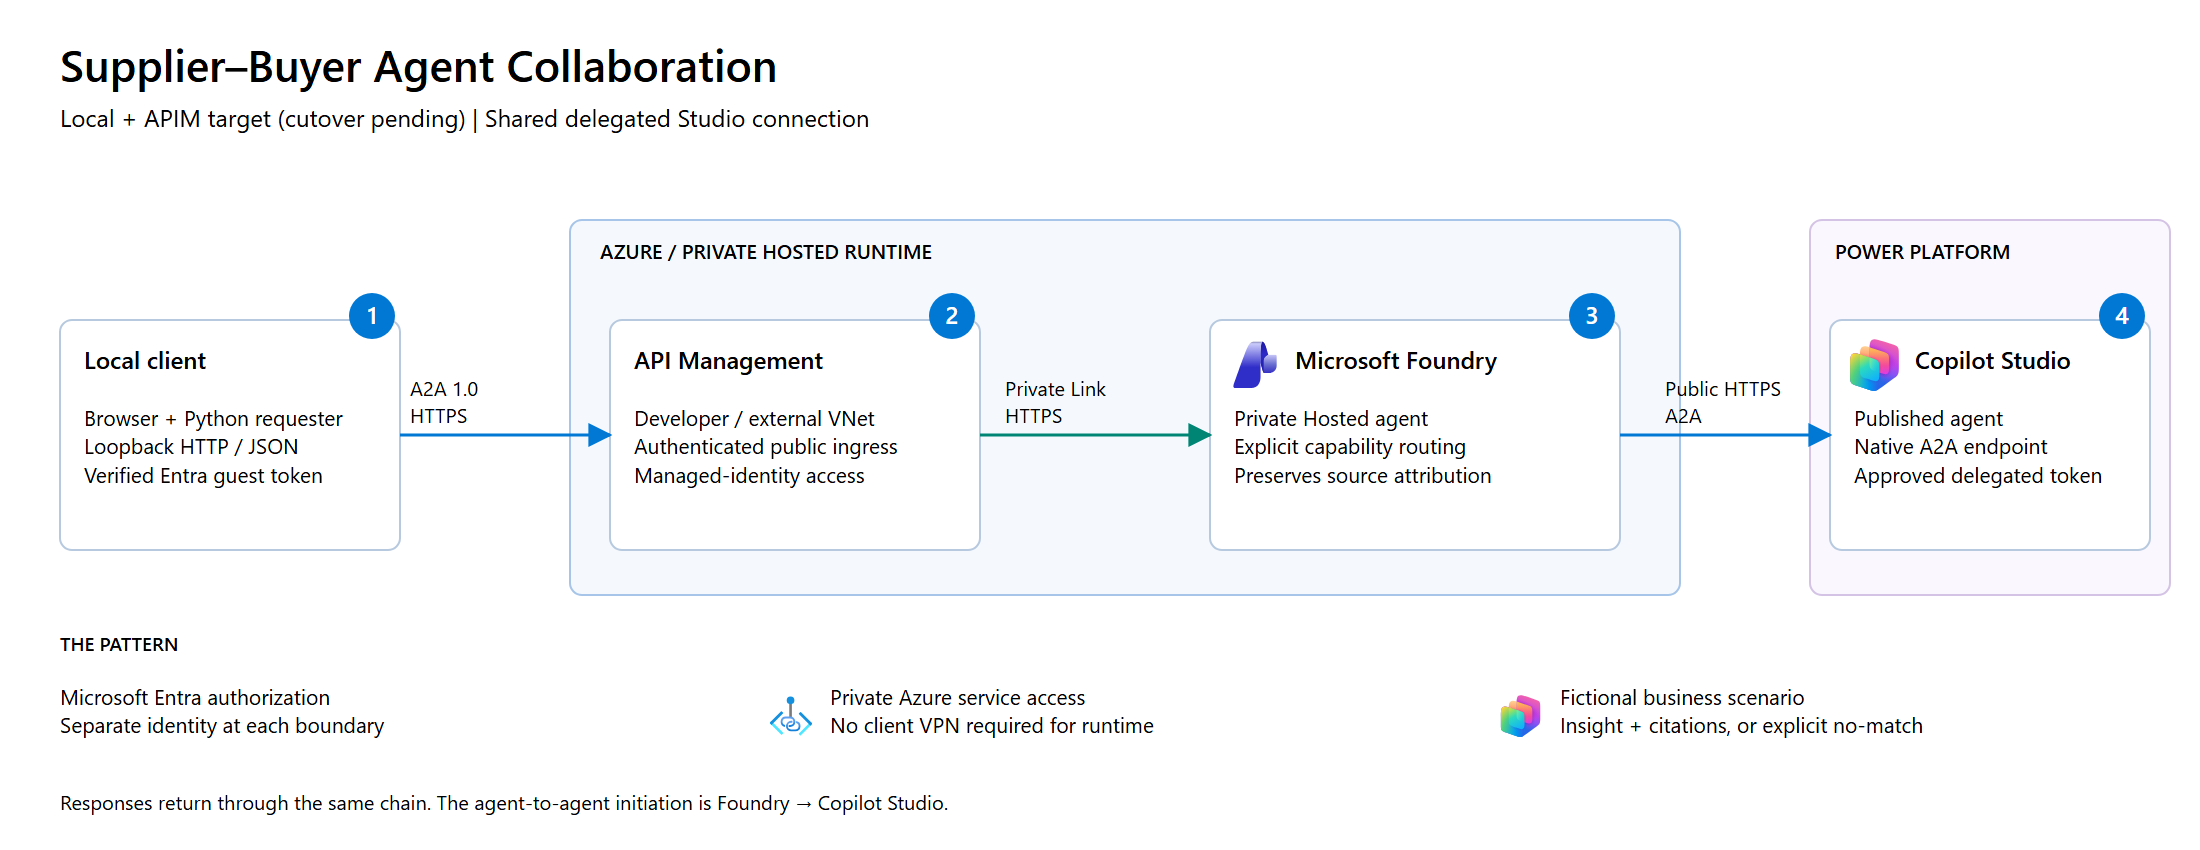 Supplier–Buyer Agent Collaboration
Local + APIM target (cutover pending) | Shared delegated Studio connection
AZURE / PRIVATE HOSTED RUNTIME
POWER PLATFORM
1
Local client
Browser + Python requester
Loopback HTTP / JSON
Verified Entra guest token
A2A 1.0
HTTPS
2
API Management
Developer / external VNet
Authenticated public ingress
Managed-identity access
Private Link
HTTPS
3
Microsoft Foundry
Private Hosted agent
Explicit capability routing
Preserves source attribution
Public HTTPS
A2A
4
Copilot Studio
Published agent
Native A2A endpoint
Approved delegated token
THE PATTERN
Microsoft Entra authorization
Separate identity at each boundary
Private Azure service access
No client VPN required for runtime
Fictional business scenario
Insight + citations, or explicit no-match
Responses return through the same chain. The agent-to-agent initiation is Foundry → Copilot Studio.